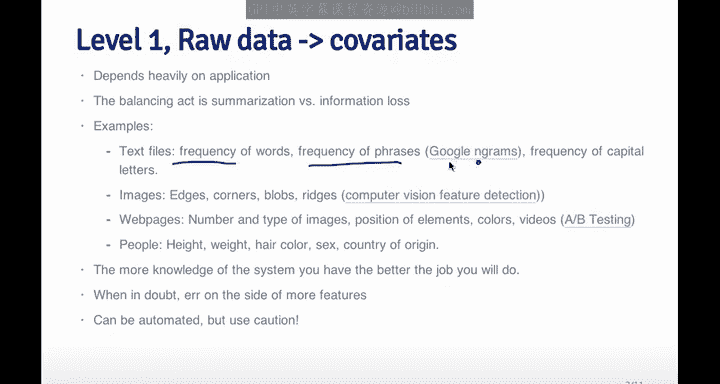 Level 1, Raw data -> covariates
· Depends heavily on application
· The balancing act is summarization vs. information loss
· Examples:
- Text files: frequency of words, frequency of phrases (Google ngrams), frequency of capital
letters.
- Images: Edges, corners, blobs, ridges (computer vision feature detection))
- Webpages: Number and type of images, position of elements, colors, videos (A/B Testing)
- People: Height, weight, hair color, sex, country of origin.
· The more knowledge of the system you have the better the job you will do.
· When in doubt, err on the side of more features
· Can be automated, but use caution!